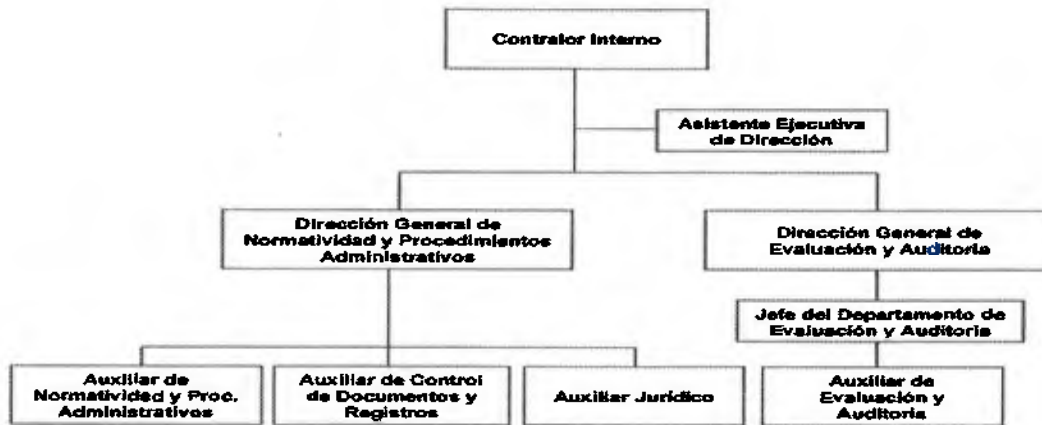 Contralor Interno
Asistente Ejecutiva
de Dirección
Dirección General de
Normatividad y Procedimientos
Administrativos
Dirección General de
Evaluación y Auditoria
Jefe del Departamento de
Evaluación y Auditoria
Auxiliar de
Normatividad y Proc.
Administrativos
Auxiliar de Control
de Documentos y
Registros
Auxiliar Jurídico
Auxiliar de
Evaluación y
Auditoria